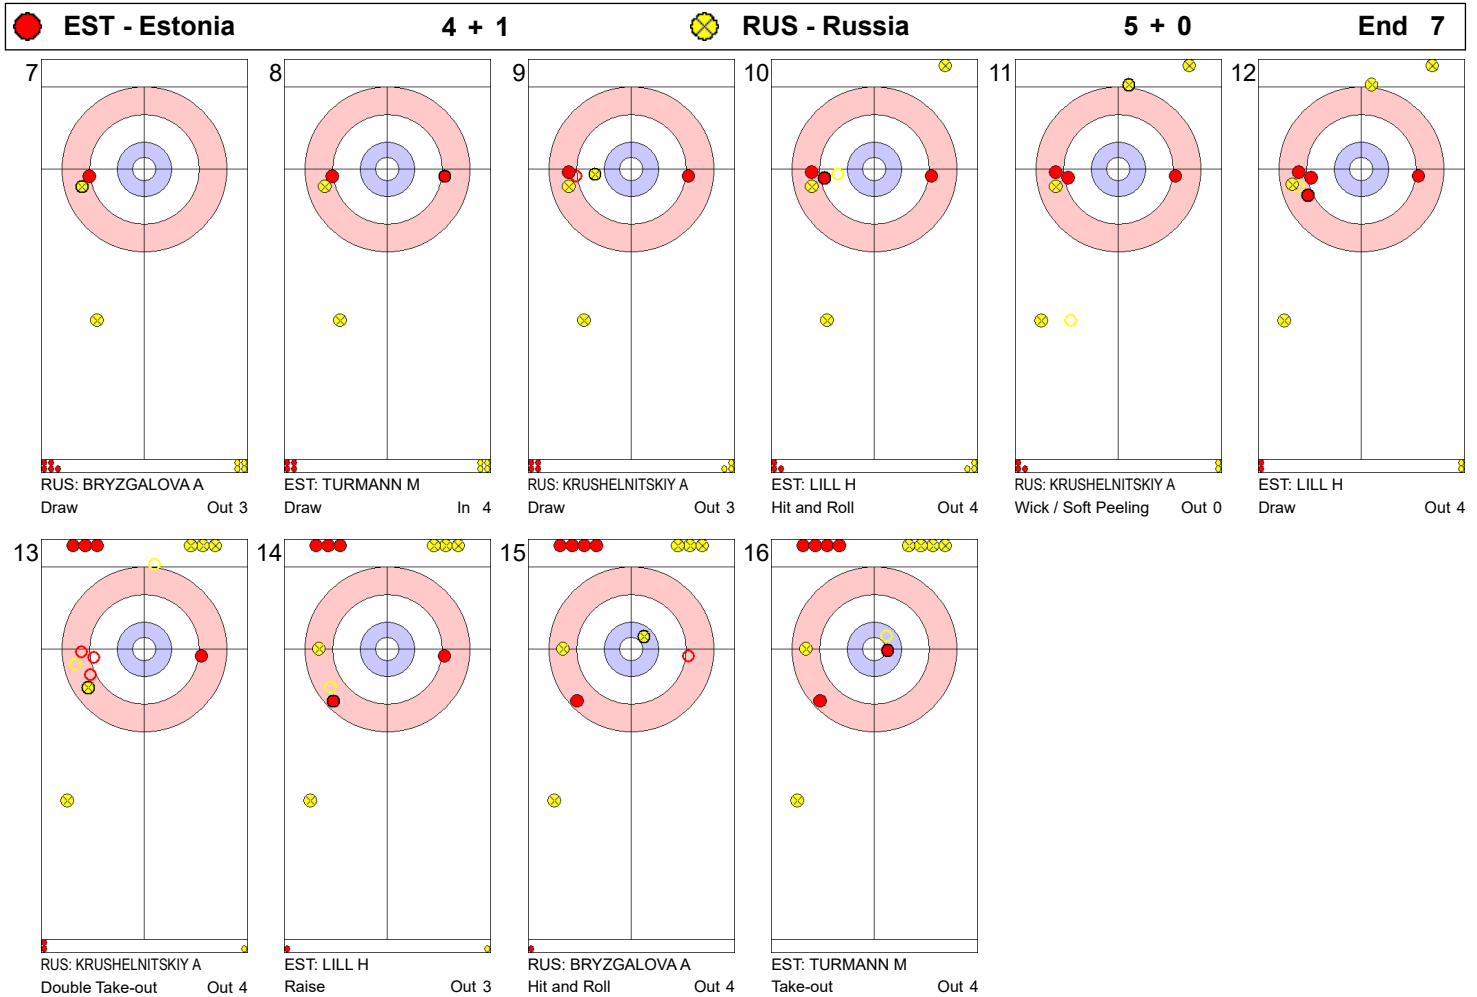 EST - Estonia 4 + 1 RUS - Russia 5 + 0 End 7
7 8 9 10 11 12
RUS: BRYZGALOVA A EST: TURMANN M RUS: KRUSHELNITSKIY A EST: LILL H RUS: KRUSHELNITSKIY A EST: LILL H
Draw Out 3 Draw In 4 Draw Out 3 Hit and Roll Out 4 Wick / Soft Peeling Out 0 Draw Out 4
13 14 15 16
RUS: KRUSHELNITSKIY A EST: LILL H RUS: BRYZGALOVA A EST: TURMANN M
Double Take-out Out 4 Raise Out 3 Hit and Roll Out 4 Take-out Out 4